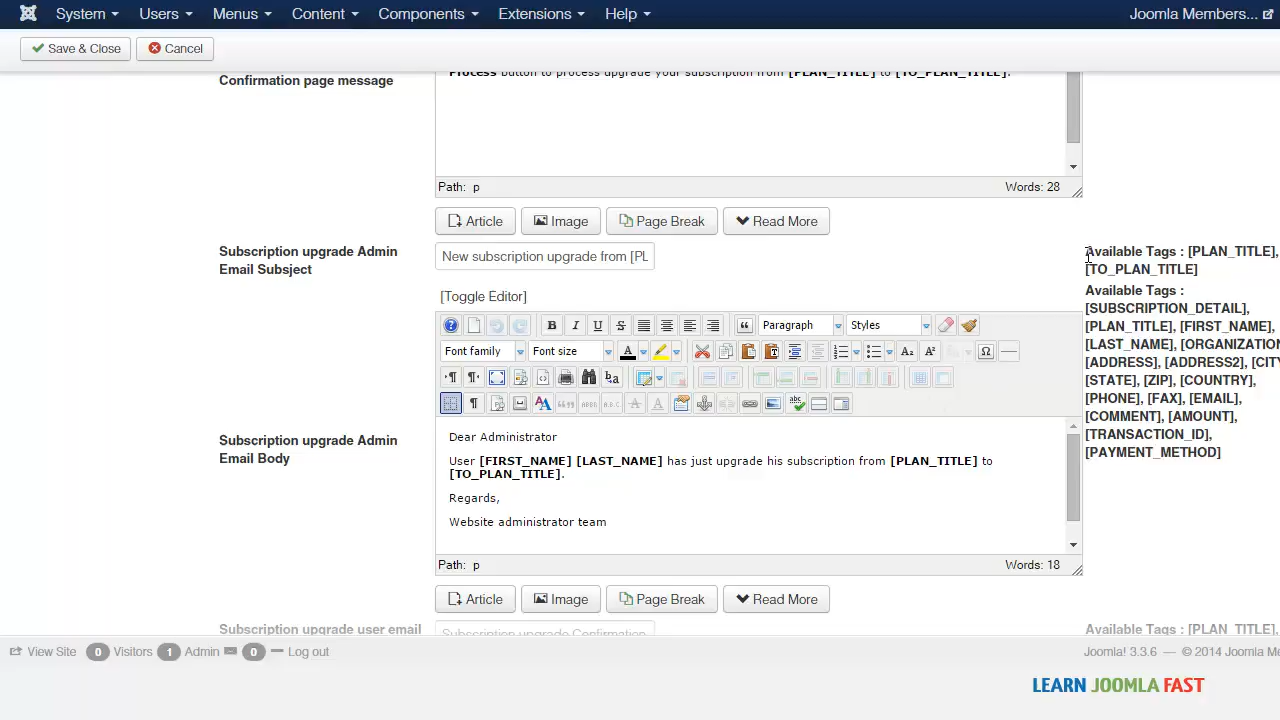 System Users Menus Content Components Extensions Help Joomla Members...
Save & Close Cancel
Confirmation page message
Process button to process upgrade your subscription from [PLAN_TITLE] to [TO_PLAN_TITLE].
Path: p Words: 28
Article Image Page Break Read More
Subscription upgrade Admin
Email Subsject
New subscription upgrade from [PL
Available Tags : [PLAN_TITLE],
[TO_PLAN_TITLE]
[Toggle Editor]
Available Tags :
[SUBSCRIPTION_DETAIL],
[PLAN_TITLE], [FIRST_NAME],
[LAST_NAME], [ORGANIZATION
[ADDRESS], [ADDRESS2], [CIT
[STATE], [ZIP], [COUNTRY],
[PHONE], [FAX], [EMAIL],
[COMMENT], [AMOUNT],
[TRANSACTION_ID],
[PAYMENT_METHOD]
B I U S Paragraph Styles
Font family Font size A
Subscription upgrade Admin
Email Body
Dear Administrator
User [FIRST_NAME] [LAST_NAME] has just upgrade his subscription from [PLAN_TITLE] to
[TO_PLAN_TITLE].
Regards,
Website administrator team
Path: p Words: 18
Article Image Page Break Read More
Subscription upgrade user email
Subscription upgrade Confirmation
Available Tags : [PLAN_TITLE],
View Site 0 Visitors 1 Admin 0 Log out
Joomla! 3.3.6 — © 2014 Joomla Me
LEARN JOOMLA FAST